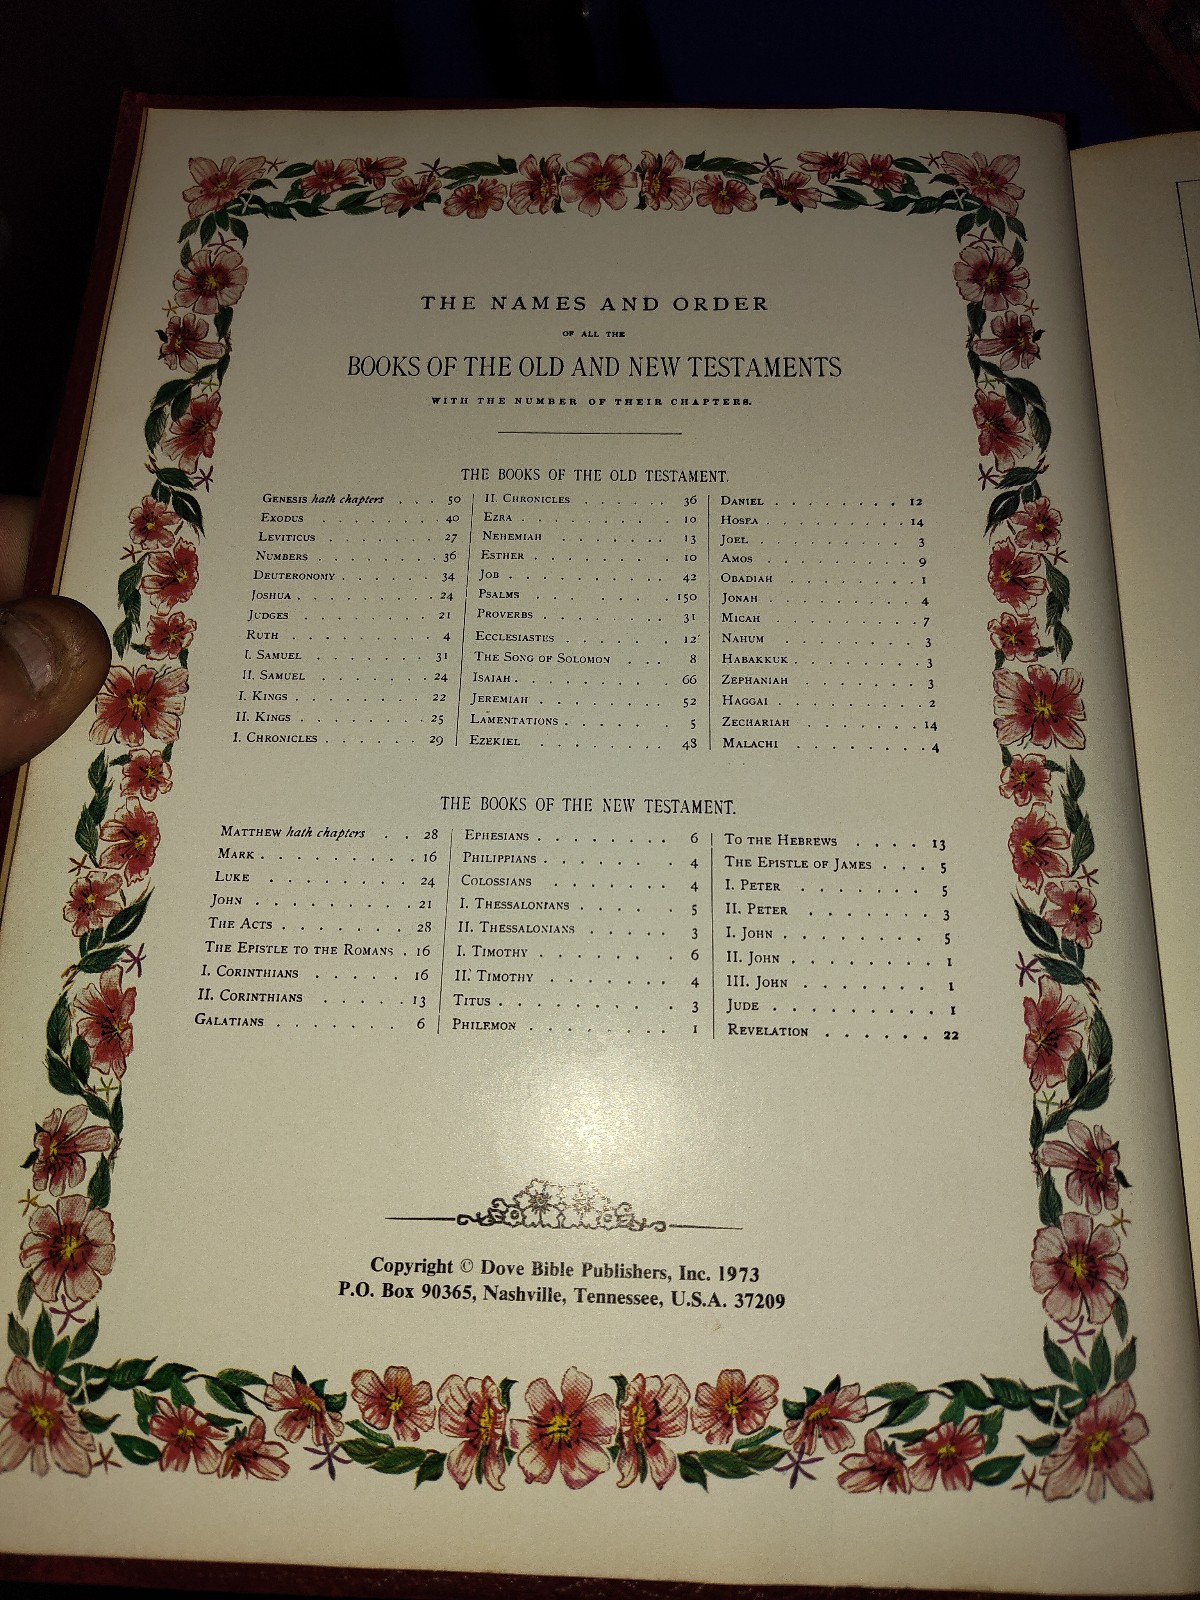 THE NAMES AND ORDER
OF ALL THE
BOOKS OF THE OLD AND NEW TESTAMENTS
WITH THE NUMBER OF THEIR CHAPTERS.
THE BOOKS OF THE OLD TESTAMENT.
GENESIS hath chapters . . . 50
EXODUS . . . . . . . . 40
LEVITICUS . . . . . . . 27
NUMBERS . . . . . . . . 36
DEUTERONOMY . . . . . . 34
JOSHUA . . . . . . . . . 24
JUDGES . . . . . . . . . 21
RUTH . . . . . . . . . . 4
I. SAMUEL . . . . . . . 31
II. SAMUEL . . . . . . . 24
I. KINGS . . . . . . . . 22
II. KINGS . . . . . . . . 25
I. CHRONICLES . . . . . . 29
II. CHRONICLES . . . . . . 36
EZRA . . . . . . . . . 10
NEHEMIAH . . . . . . . 13
ESTHER . . . . . . . . . 10
JOB . . . . . . . . . . 42
PSALMS . . . . . . . . 150
PROVERBS . . . . . . . . 31
ECCLESIASTES . . . . . . 12
THE SONG OF SOLOMON . . . 8
ISAIAH . . . . . . . . . 66
JEREMIAH . . . . . . . . 52
LAMENTATIONS . . . . . . 5
EZEKIEL . . . . . . . . 48
DANIEL . . . . . . . . 12
HOSEA . . . . . . . . . 14
JOEL . . . . . . . . . 3
AMOS . . . . . . . . . 9
OBADIAH . . . . . . . . 1
JONAH . . . . . . . . . 4
MICAH . . . . . . . . . 7
NAHUM . . . . . . . . 3
HABAKKUK . . . . . . . . 3
ZEPHANIAH . . . . . . . 3
HAGGAI . . . . . . . . . 2
ZECHARIAH . . . . . . . 14
MALACHI . . . . . . . . 4
THE BOOKS OF THE NEW TESTAMENT.
MATTHEW hath chapters . . 28
MARK . . . . . . . . . . 16
LUKE . . . . . . . . . 24
JOHN . . . . . . . . . . 21
THE ACTS . . . . . . . 28
THE EPISTLE TO THE ROMANS . 16
I. CORINTHIANS . . . . . 16
II. CORINTHIANS . . . . . 13
GALATIANS . . . . . . . 6
EPHESIANS . . . . . . . 6
PHILIPPIANS . . . . . . . 4
COLOSSIANS . . . . . . . 4
I. THESSALONIANS . . . . . 5
II. THESSALONIANS . . . . . 3
I. TIMOTHY . . . . . . . 6
II. TIMOTHY . . . . . . . 4
TITUS . . . . . . . . . . 3
PHILEMON . . . . . . . . 1
TO THE HEBREWS . . . . 13
THE EPISTLE OF JAMES . . . 5
I. PETER . . . . . . . . 5
II. PETER . . . . . . . 3
I. JOHN . . . . . . . . 5
II. JOHN . . . . . . . . 1
III. JOHN . . . . . . . 1
JUDE . . . . . . . . . 1
REVELATION . . . . . . 22
Copyright © Dove Bible Publishers, Inc. 1973
P.O. Box 90365, Nashville, Tennessee, U.S.A. 37209